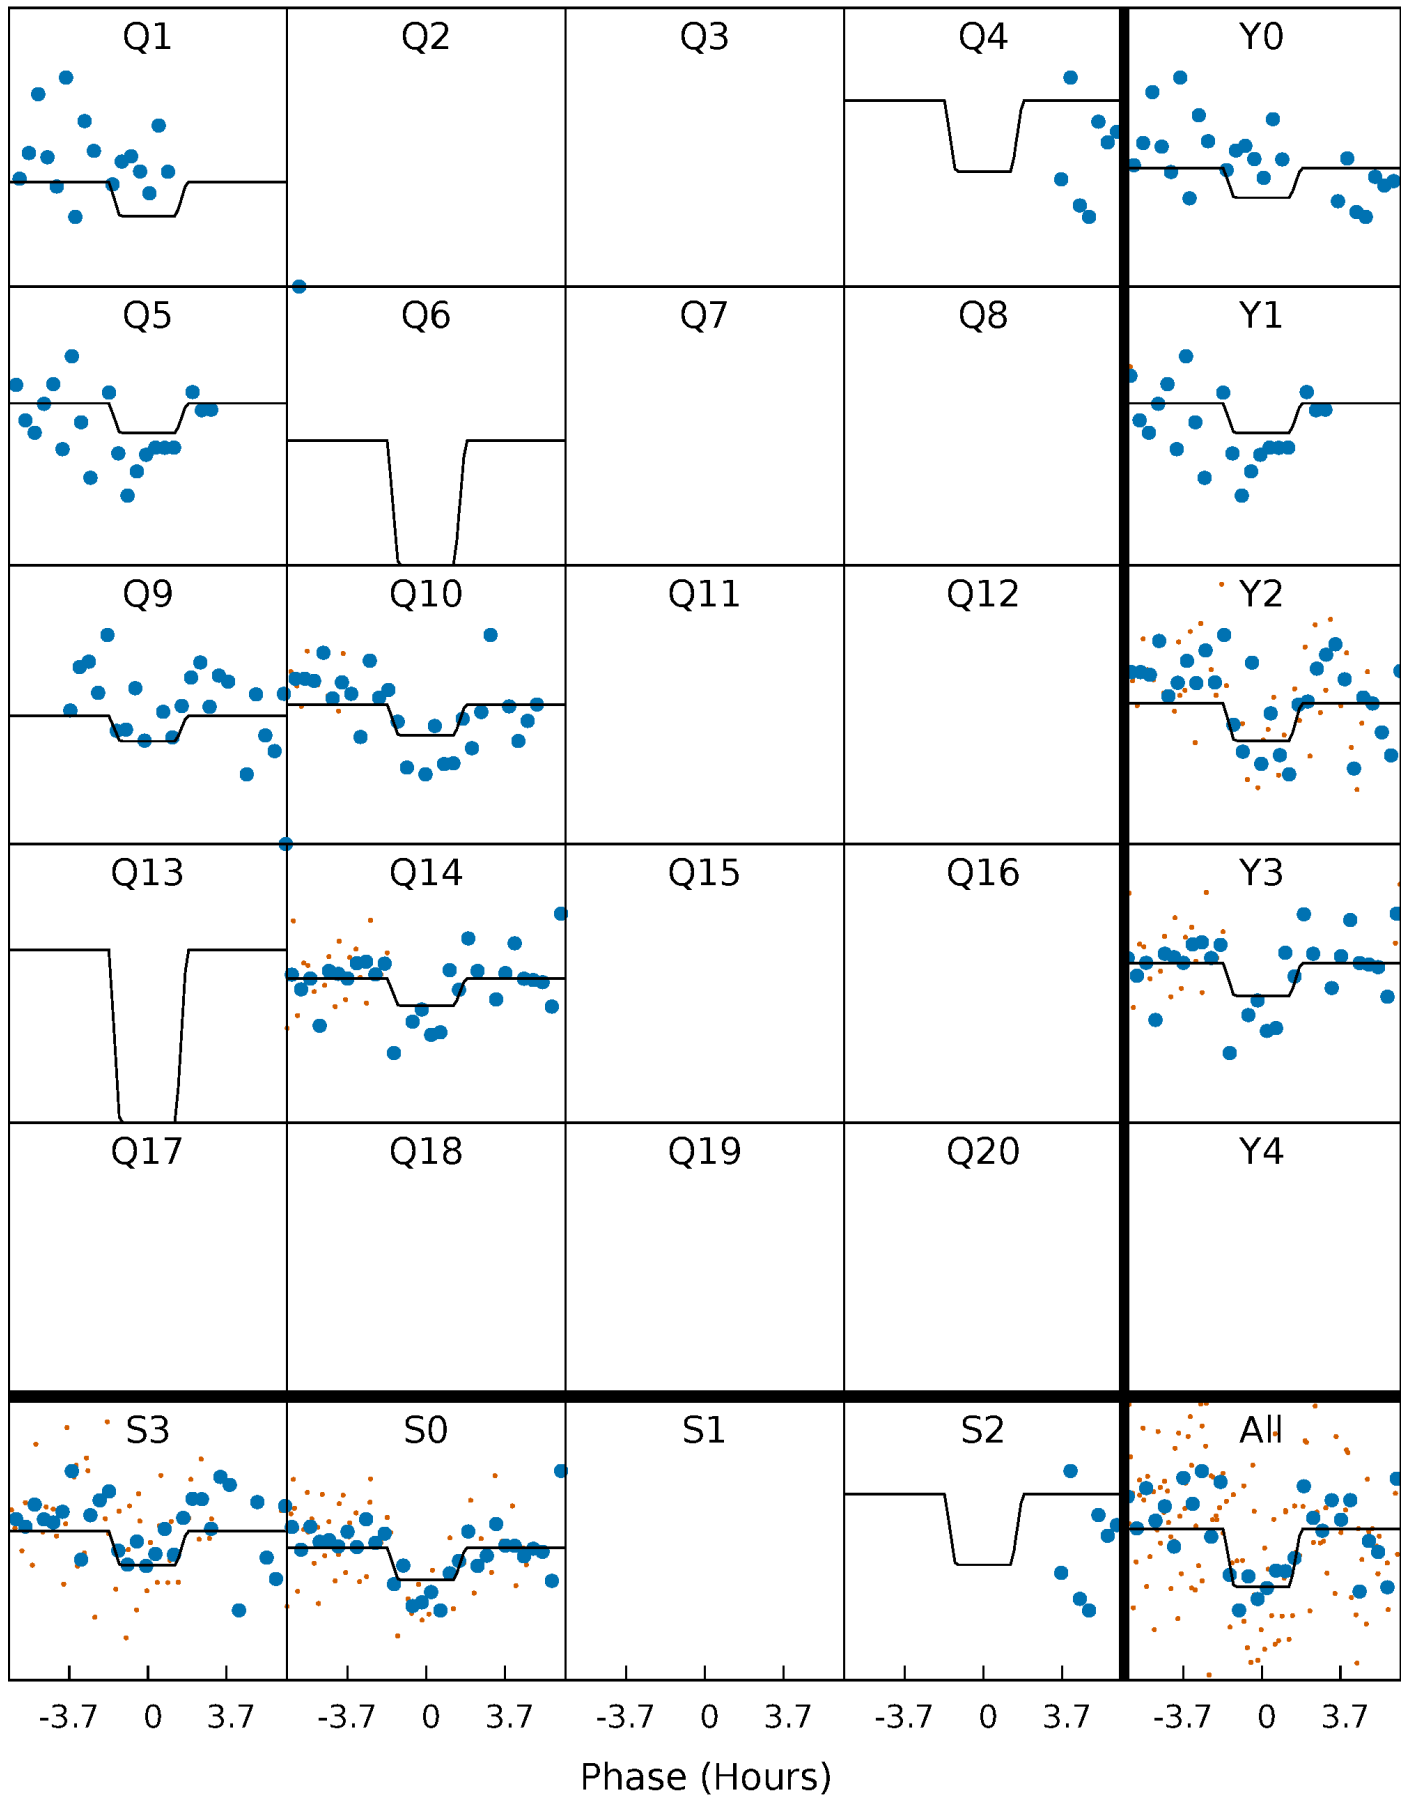 Q1 Q2 Q3 Q4 Y0
Q5 Q6 Q7 Q8 Y1
Q9 Q10 Q11 Q12 Y2
Q13 Q14 Q15 Q16 Y3
Q17 Q18 Q19 Q20 Y4
S3 S0 S1 S2 All
-3.7 0 3.7 -3.7 0 3.7 -3.7 0 3.7 -3.7 0 3.7 -3.7 0 3.7
Phase (Hours)